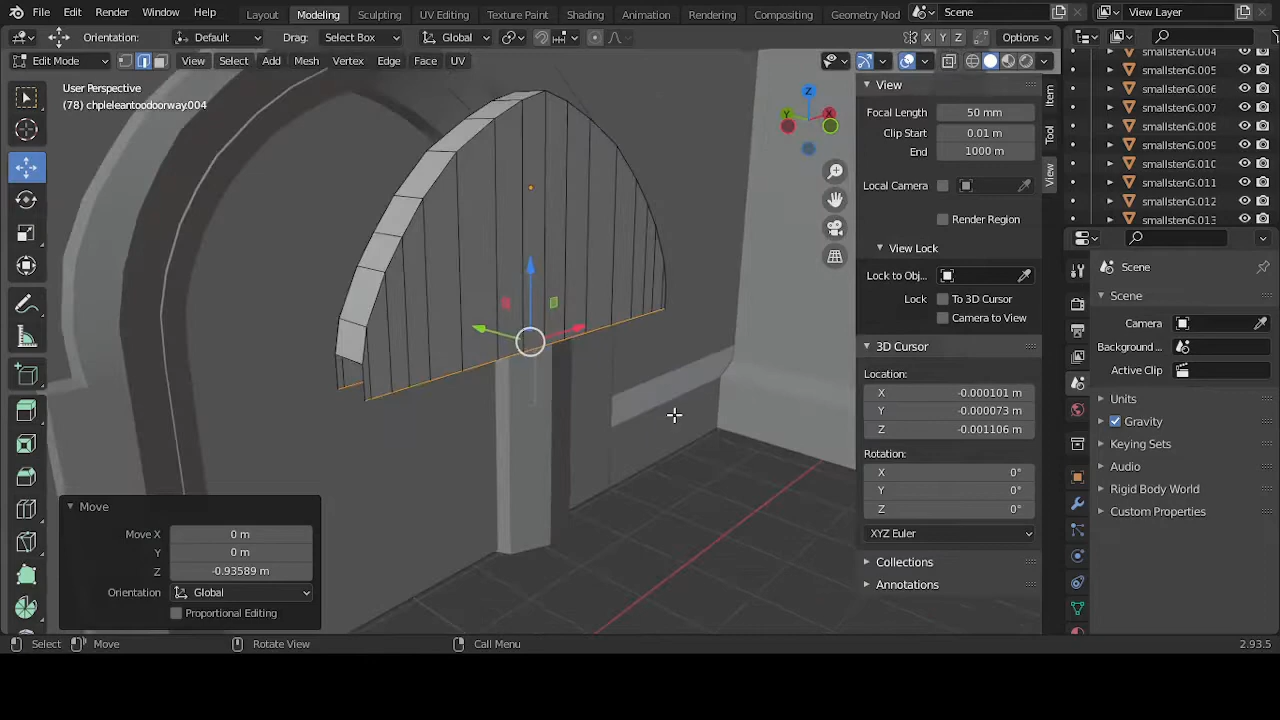 File Edit Render Window Help Layout Modeling Sculpting UV Editing Texture Paint Shading Animation Rendering Compositing Geometry Nod Scene View Layer
Orientation: Default Drag: Select Box Global X Y Z Options
Edit Mode View Select Add Mesh Vertex Edge Face UV
User Perspective
(78) chpleleantoodoorway.004
Z
Y
X
View
Focal Length 50 mm
Clip Start 0.01 m
End 1000 m
Local Camera
Render Region
View Lock
Lock to Obj...
Lock To 3D Cursor
Camera to View
3D Cursor
Location:
X -0.000101 m
Y -0.000073 m
Z -0.001106 m
Rotation:
X 0°
Y 0°
Z 0°
XYZ Euler
Collections
Annotations
Item
Tool
View
smallstenG.004
smallstenG.005
smallstenG.006
smallstenG.007
smallstenG.008
smallstenG.009
smallstenG.010
smallstenG.011
smallstenG.012
smallstenG.013
Scene
Scene
Camera
Background...
Active Clip
Units
Gravity
Keying Sets
Audio
Rigid Body World
Custom Properties
Move
Move X 0 m
Y 0 m
Z -0.93589 m
Orientation Global
Proportional Editing
Select Move Rotate View Call Menu 2.93.5